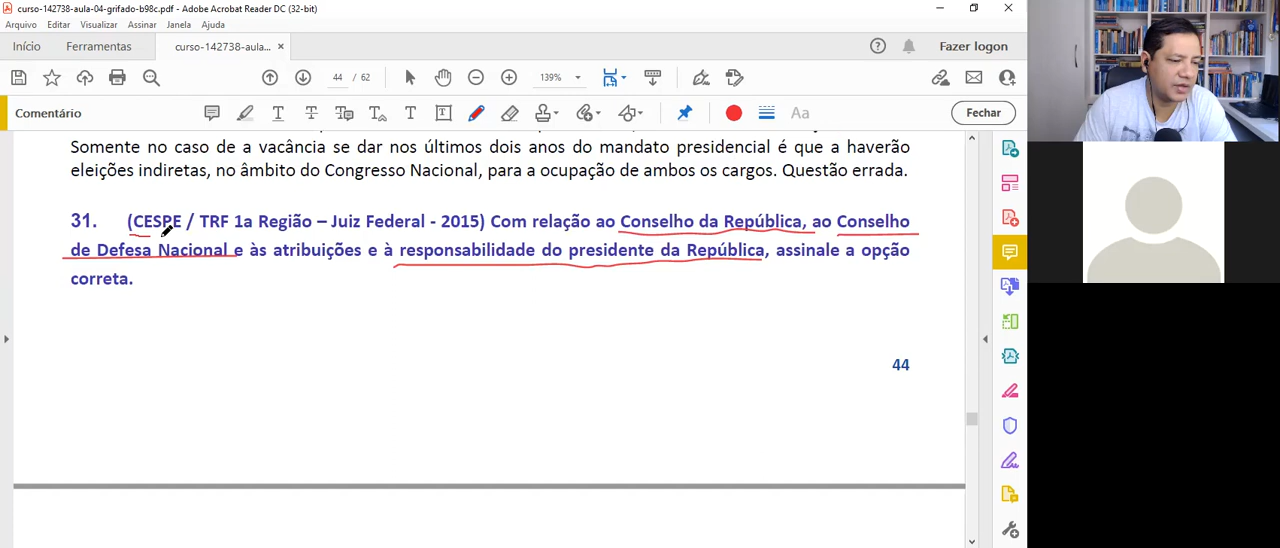 curso-142738-aula-04-grifado-b98c.pdf - Adobe Acrobat Reader DC (32-bit)
Arquivo Editar Visualizar Assinar Janela Ajuda
Início Ferramentas curso-142738-aula... × Fazer logon
44 / 62 139%
Comentário Aa Fechar
Somente no caso de a vacância se dar nos últimos dois anos do mandato presidencial é que a haverão
eleições indiretas, no âmbito do Congresso Nacional, para a ocupação de ambos os cargos. Questão errada.
31. (CESPE / TRF 1a Região – Juiz Federal - 2015) Com relação ao Conselho da República, ao Conselho
de Defesa Nacional e às atribuições e à responsabilidade do presidente da República, assinale a opção
correta.
44